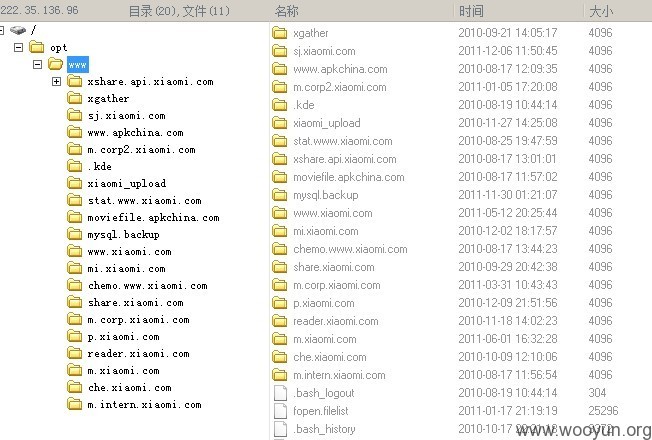 222.35.136.96 目录(20),文件(11) 名称 时间 大小
/
opt
www
xshare.api.xiaomi.com
xgather
sj.xiaomi.com
www.apkchina.com
m.corp2.xiaomi.com
.kde
xiaomi_upload
stat.www.xiaomi.com
moviefile.apkchina.com
mysql.backup
www.xiaomi.com
mi.xiaomi.com
chemo.www.xiaomi.com
share.xiaomi.com
m.corp.xiaomi.com
p.xiaomi.com
reader.xiaomi.com
m.xiaomi.com
che.xiaomi.com
m.intern.xiaomi.com
xgather 2010-09-21 14:05:17 4096
sj.xiaomi.com 2011-12-06 11:50:45 4096
www.apkchina.com 2010-08-17 12:09:35 4096
m.corp2.xiaomi.com 2011-01-05 17:20:08 4096
.kde 2010-08-19 10:44:14 4096
xiaomi_upload 2010-11-27 14:25:08 4096
stat.www.xiaomi.com 2010-08-25 19:47:59 4096
xshare.api.xiaomi.com 2010-08-17 13:01:01 4096
moviefile.apkchina.com 2010-08-17 11:57:02 4096
mysql.backup 2011-11-30 01:21:07 4096
www.xiaomi.com 2011-05-12 20:25:44 4096
mi.xiaomi.com 2010-12-02 18:17:57 4096
chemo.www.xiaomi.com 2010-08-17 13:44:23 4096
share.xiaomi.com 2010-09-29 20:42:38 4096
m.corp.xiaomi.com 2011-03-31 10:43:43 4096
p.xiaomi.com 2010-12-09 21:51:56 4096
reader.xiaomi.com 2010-11-18 14:02:23 4096
m.xiaomi.com 2011-06-01 16:32:28 4096
che.xiaomi.com 2010-10-09 12:10:06 4096
m.intern.xiaomi.com 2010-08-17 11:56:54 4096
.bash_logout 2010-08-19 10:44:14 304
fopen.filelist 2011-01-17 21:19:19 25296
.bash_history 2010-10-17
www.wooyun.org